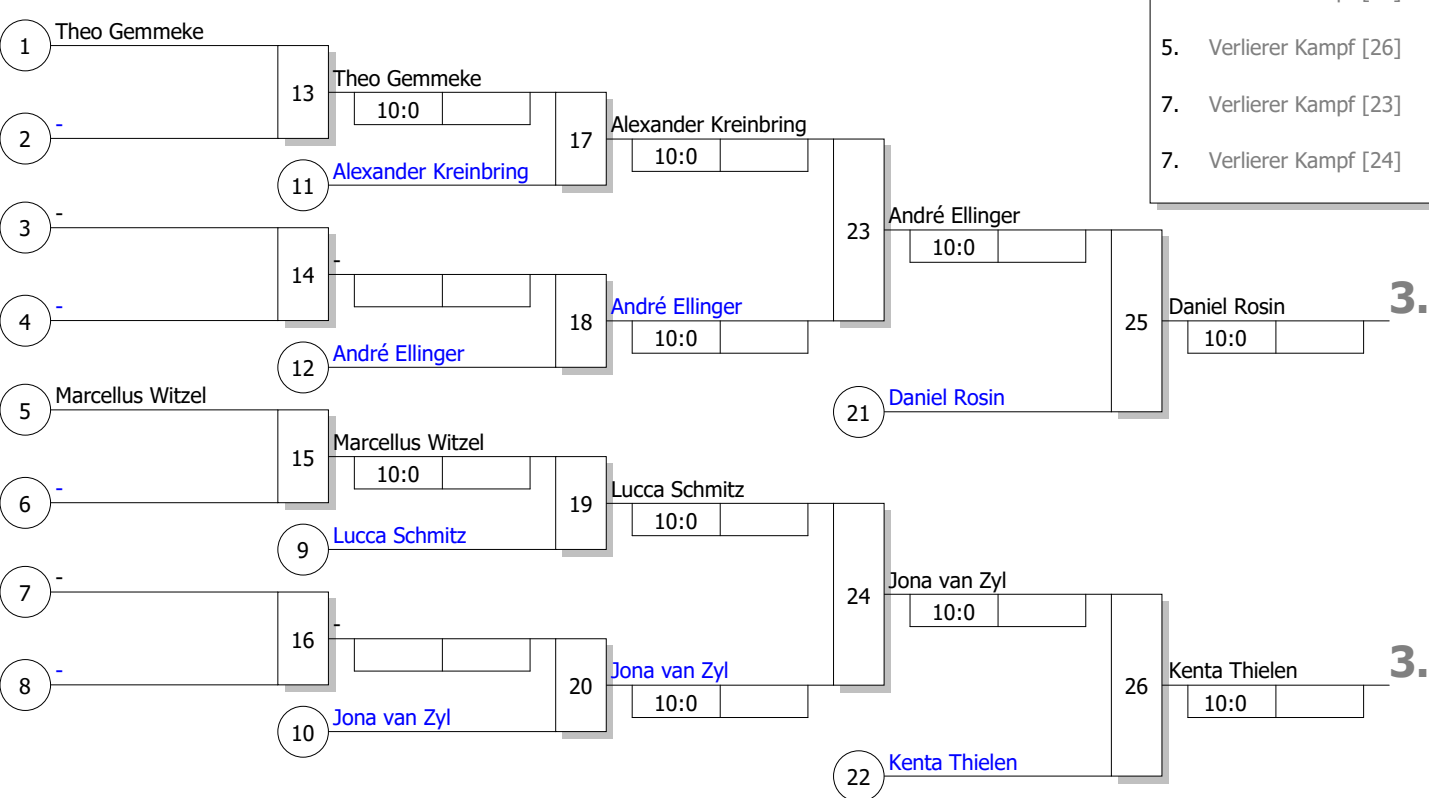 5. Verlierer Kampf [26]
7. Verlierer Kampf [23]
7. Verlierer Kampf [24]
1 Theo Gemmeke
13
2 -
Theo Gemmeke
10:0
17
11 Alexander Kreinbring
Alexander Kreinbring
10:0
3 -
14
4 -
-
18
12 André Ellinger
André Ellinger
10:0
23
André Ellinger
10:0
25
21 Daniel Rosin
Daniel Rosin
10:0
3.
5 Marcellus Witzel
15
6 -
Marcellus Witzel
10:0
19
9 Lucca Schmitz
Lucca Schmitz
10:0
7 -
16
8 -
-
20
10 Jona van Zyl
Jona van Zyl
10:0
24
Jona van Zyl
10:0
26
22 Kenta Thielen
Kenta Thielen
10:0
3.